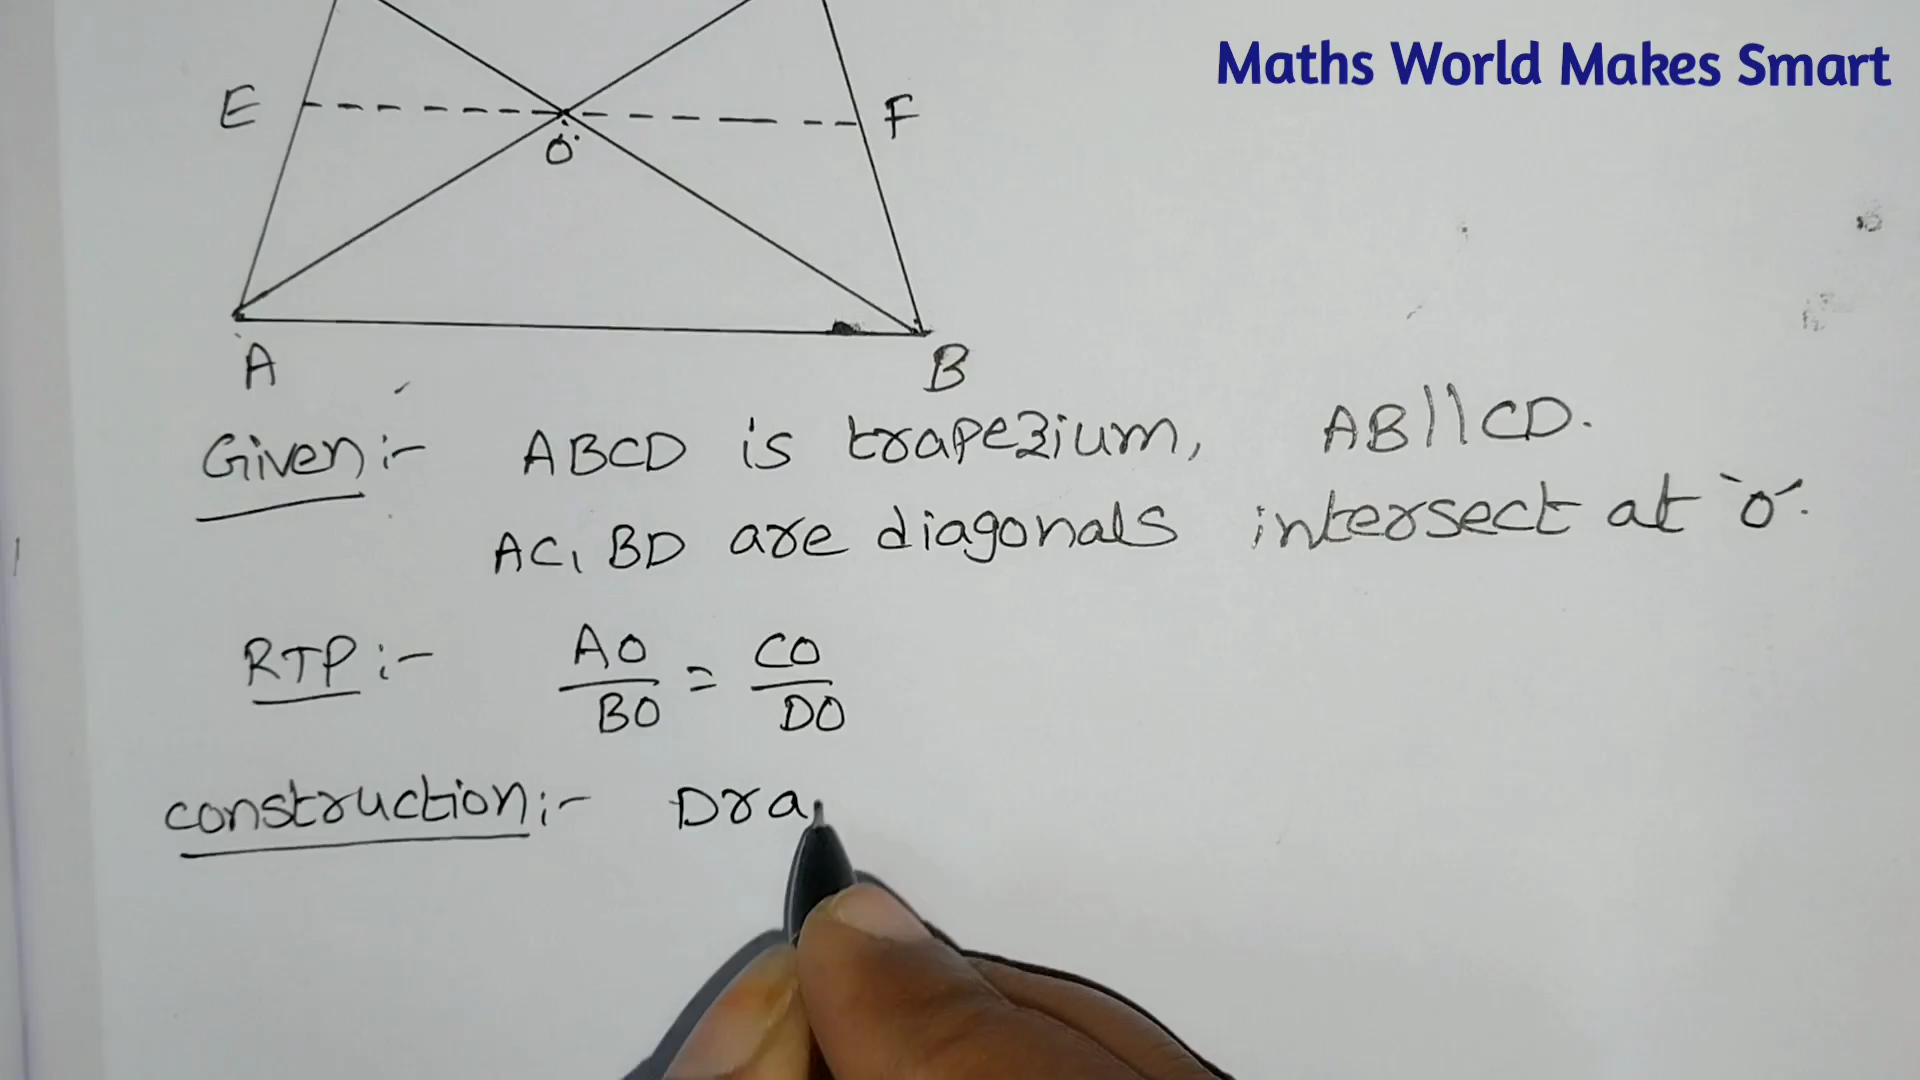 Maths World Makes Smart
E F
O
A B
Given:- ABCD is trapezium, AB||CD.
AC, BD are diagonals intersect at 'O'.
RTP:- AO/BO = CO/DO
construction:- Dra